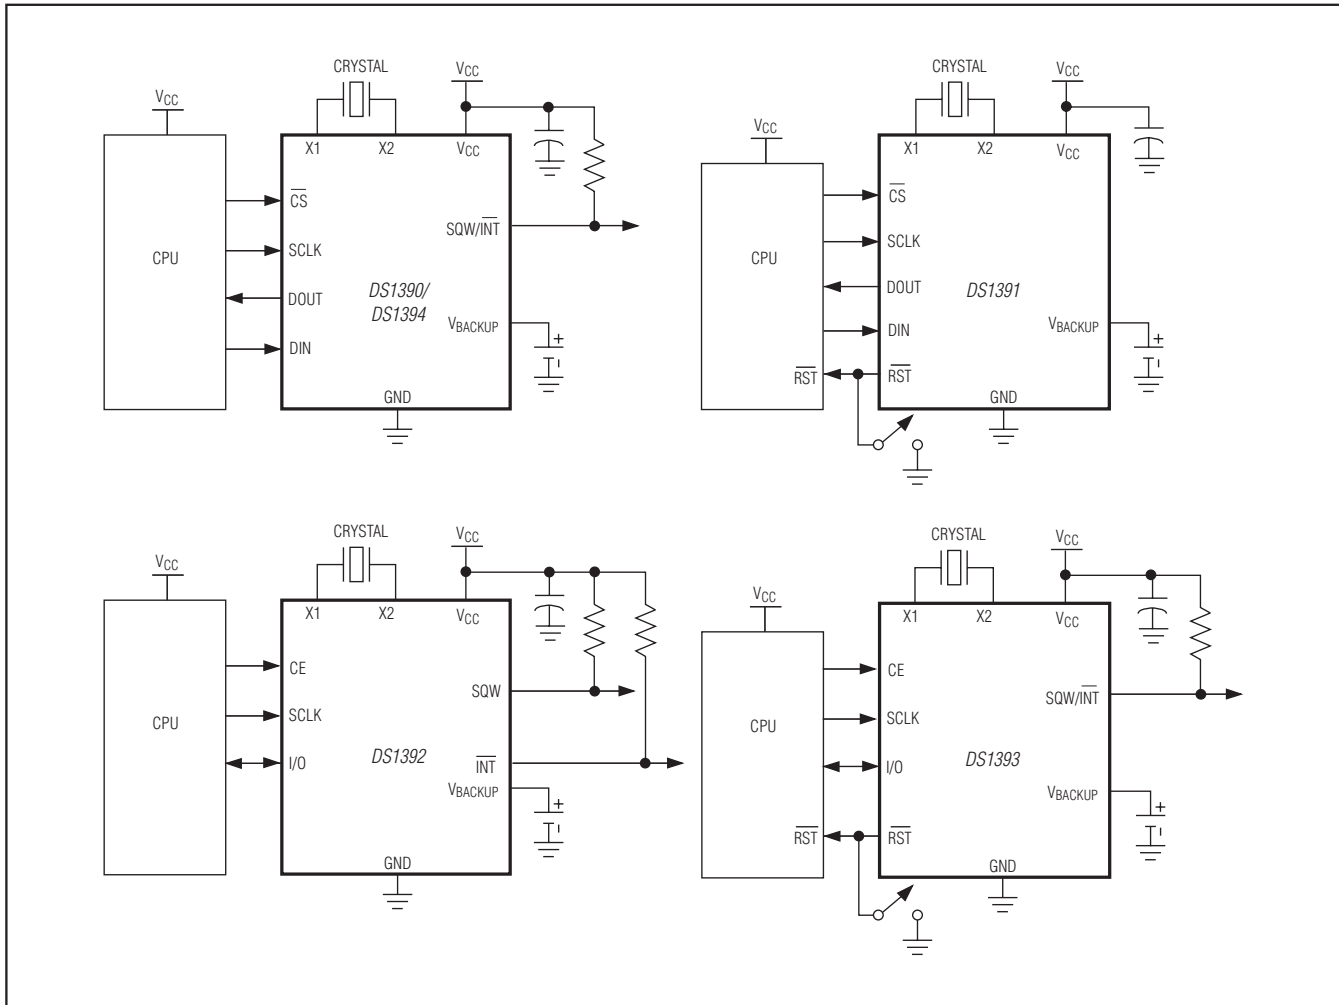 CRYSTAL
VCC
VCC
X1
X2
VCC
CS
SCLK
DOUT
DIN
CPU
SQW/INT
DS1390/
DS1394
VBACKUP
+
GND
CRYSTAL
VCC
VCC
X1
X2
VCC
CS
SCLK
DOUT
DIN
RST
RST
CPU
DS1391
VBACKUP
+
GND
CRYSTAL
VCC
VCC
X1
X2
VCC
CE
SCLK
I/O
CPU
SQW
DS1392
INT
VBACKUP
+
GND
CRYSTAL
VCC
VCC
X1
X2
VCC
CE
SCLK
I/O
RST
RST
CPU
SQW/INT
DS1393
VBACKUP
+
GND